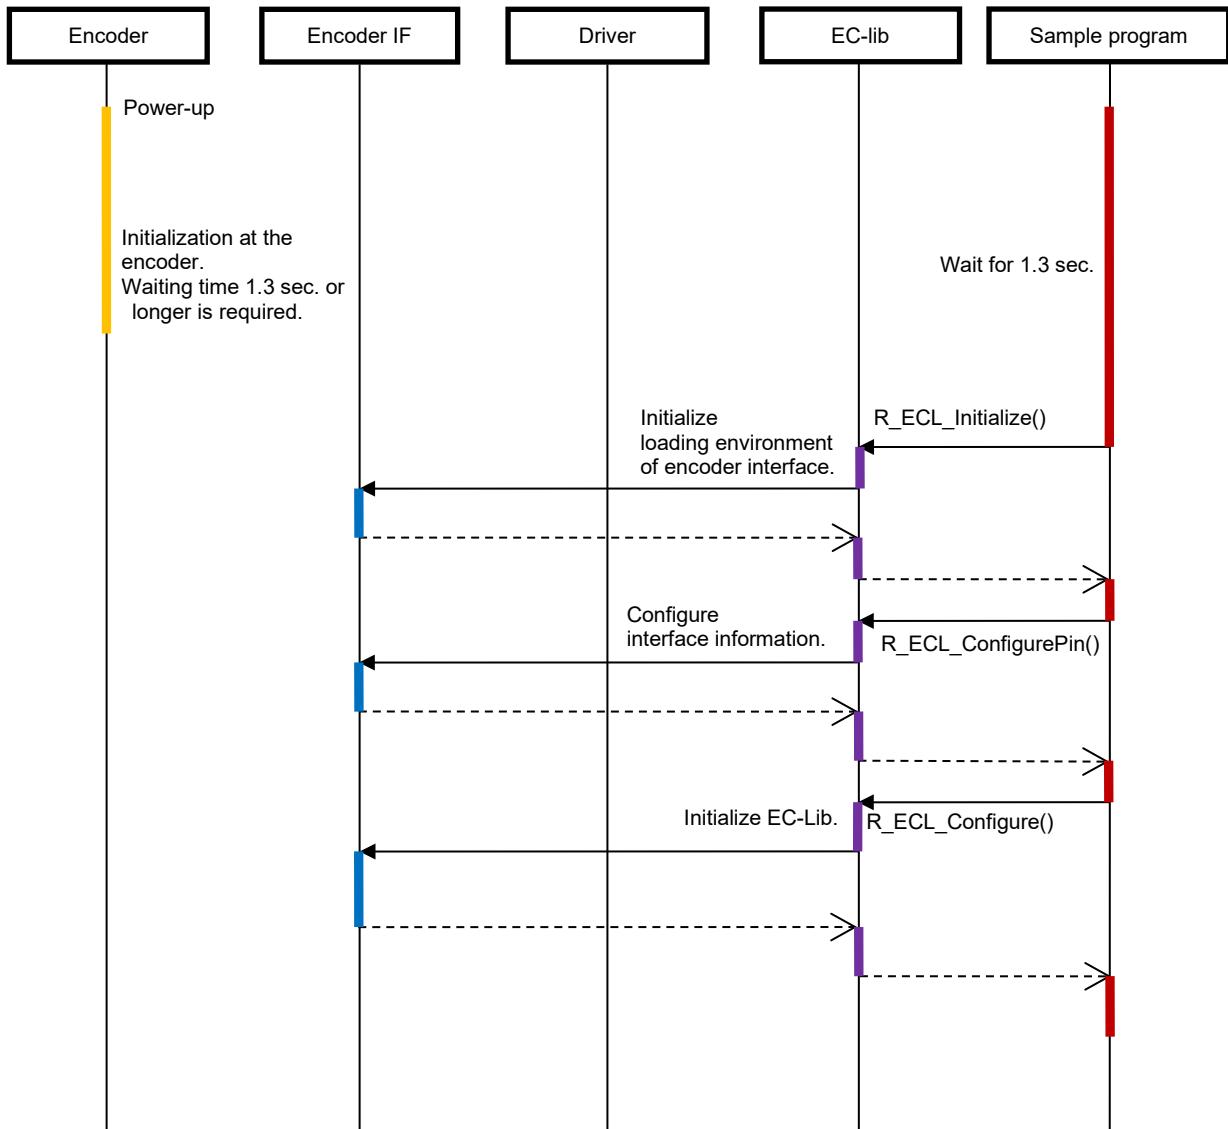 Encoder
Encoder IF
Driver
EC-lib
Sample program
Power-up
Initialization at the
encoder.
Waiting time 1.3 sec. or
longer is required.
Wait for 1.3 sec.
Initialize
loading environment
of encoder interface.
R_ECL_Initialize()
Configure
interface information.
R_ECL_ConfigurePin()
Initialize EC-Lib.
R_ECL_Configure()